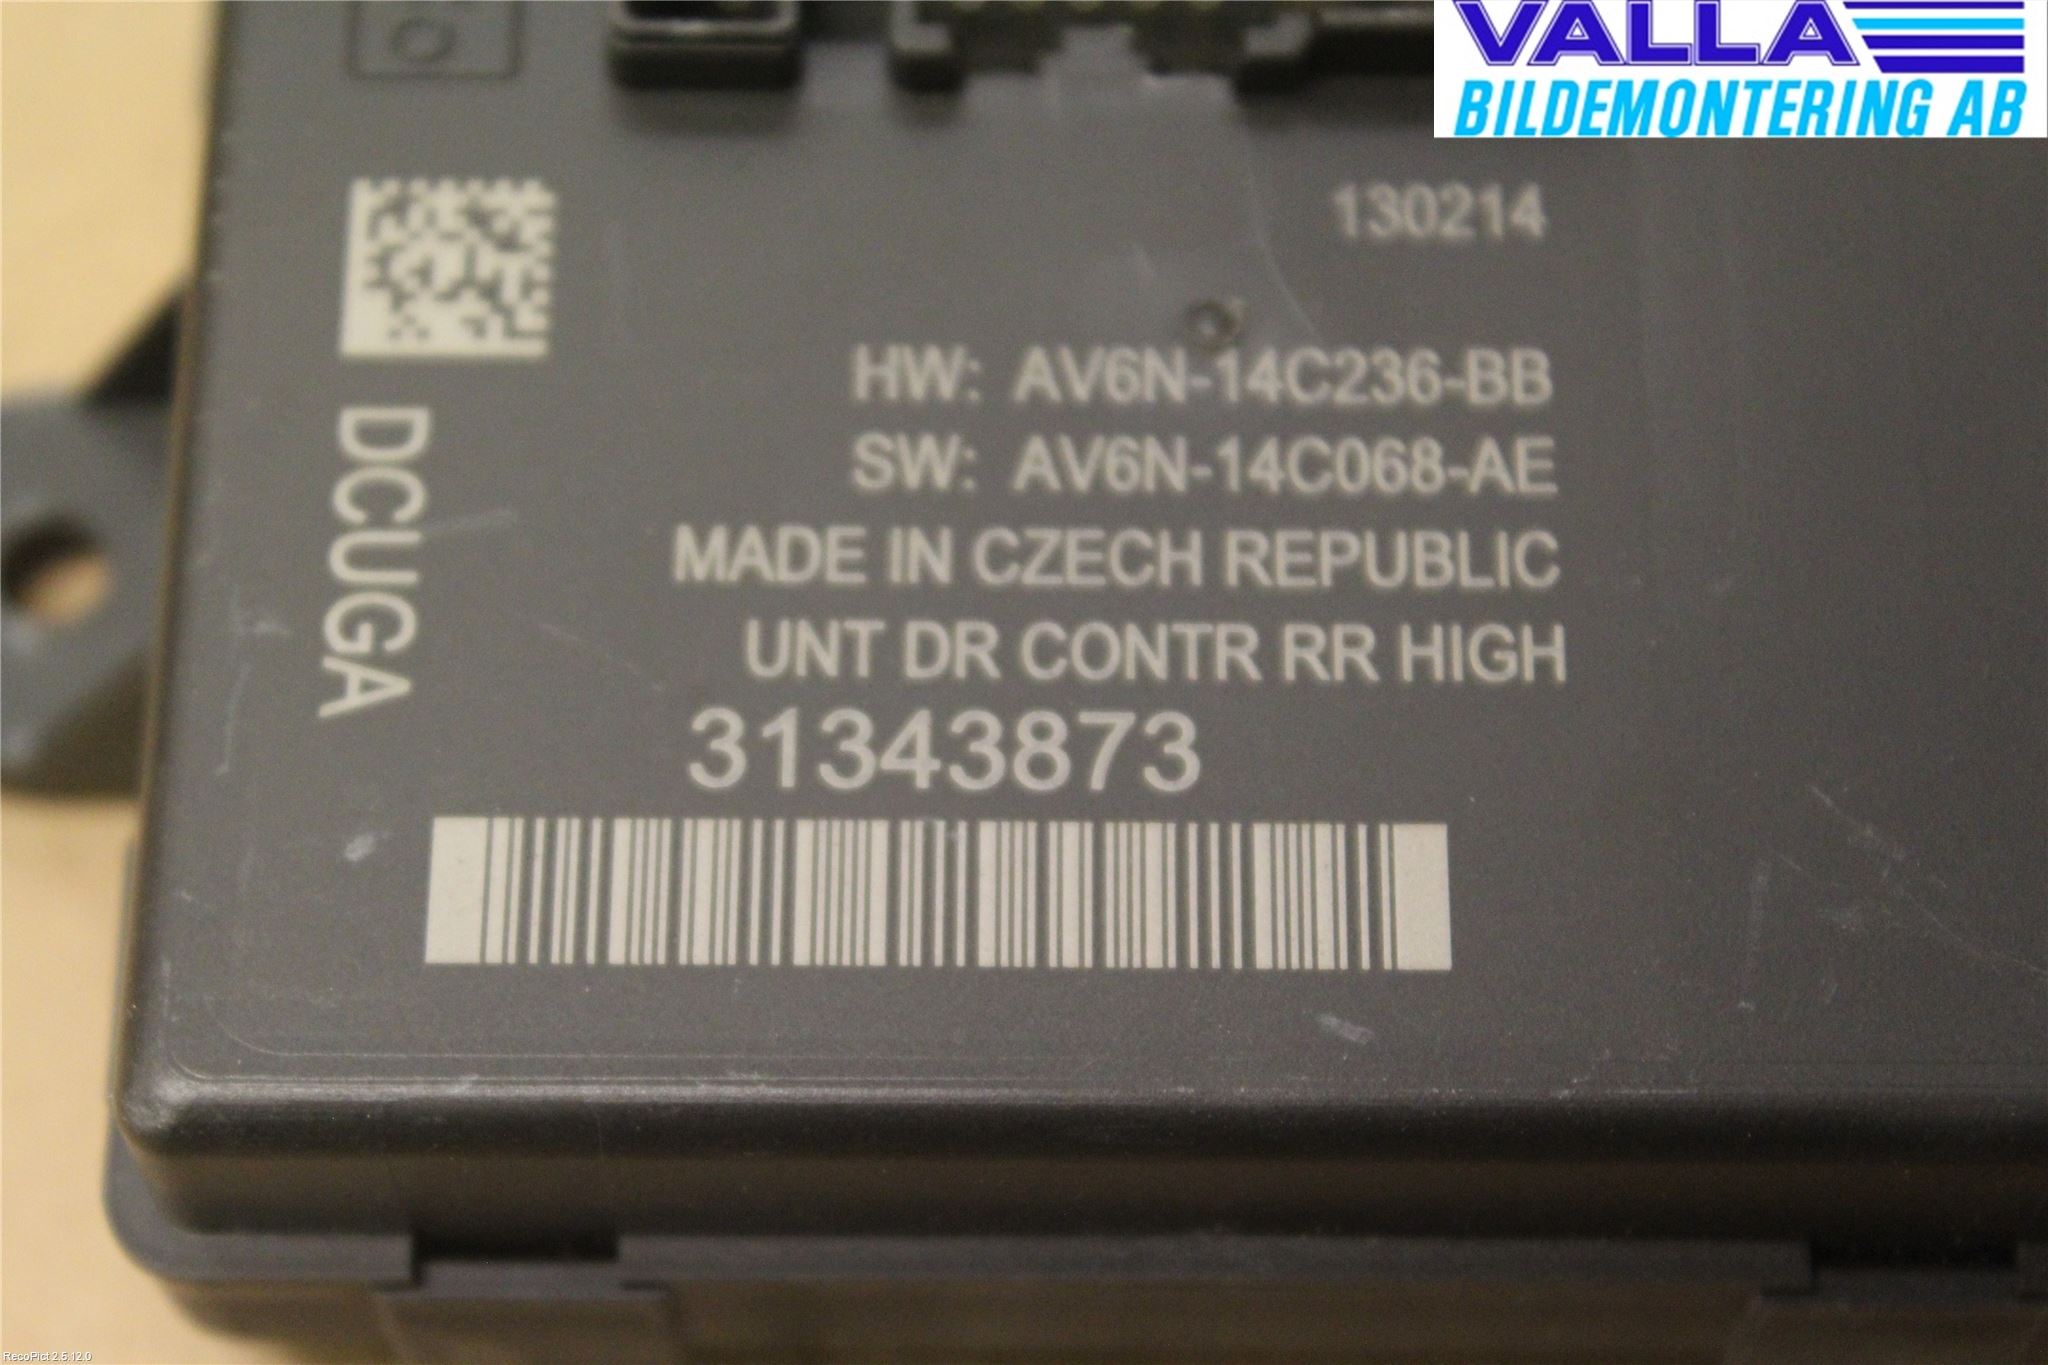 VALLA
BILDEMONTERING AB
130214
HW: AV6N-14C236-BB
SW: AV6N-14C068-AE
MADE IN CZECH REPUBLIC
UNT DR CONTR RR HIGH
31343873
DCUGA
RecoPict 2.5.12.0